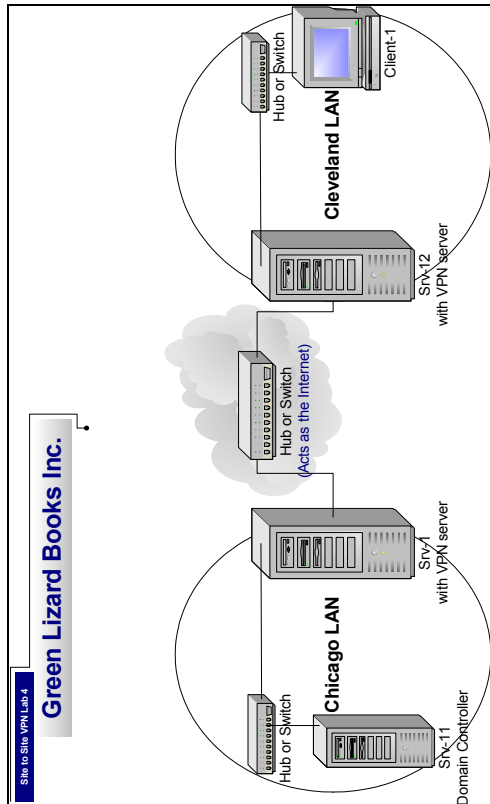 Site to Site VPN Lab 4
Green Lizard Books Inc.
Hub or Switch
Chicago LAN
Srv-11
Domain Controller
Srv-1
with VPN server
Hub or Switch
(Acts as the Internet)
Srv-12
with VPN server
Cleveland LAN
Hub or Switch
Client-1